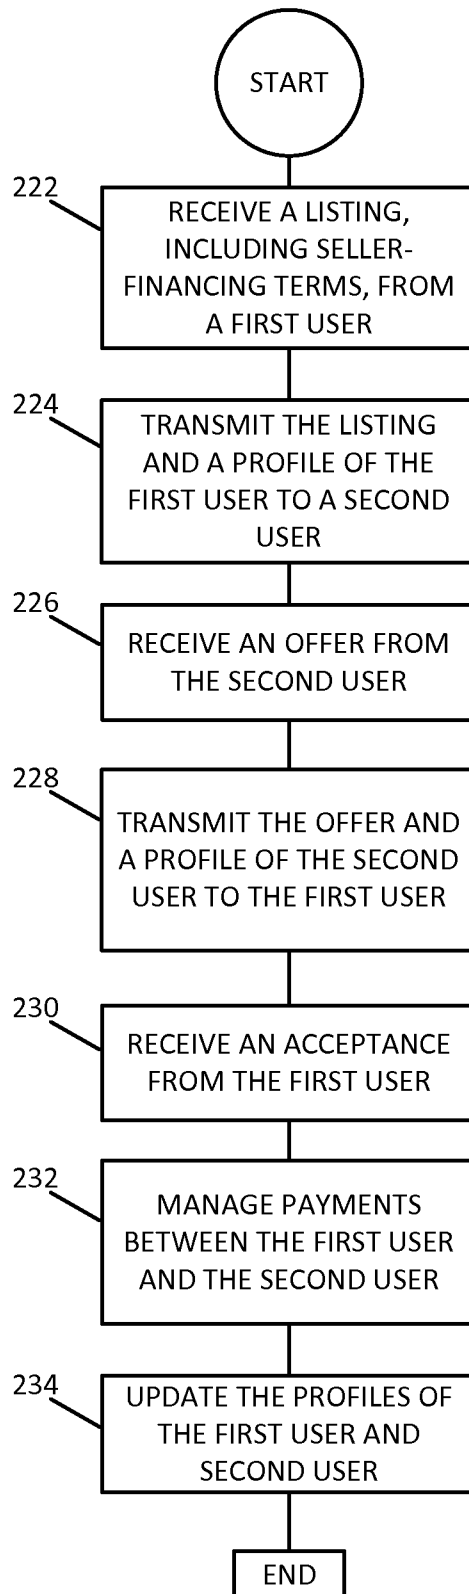 START
222
RECEIVE A LISTING,
INCLUDING SELLER-
FINANCING TERMS, FROM
A FIRST USER
224
TRANSMIT THE LISTING
AND A PROFILE OF THE
FIRST USER TO A SECOND
USER
226
RECEIVE AN OFFER FROM
THE SECOND USER
228
TRANSMIT THE OFFER AND
A PROFILE OF THE SECOND
USER TO THE FIRST USER
230
RECEIVE AN ACCEPTANCE
FROM THE FIRST USER
232
MANAGE PAYMENTS
BETWEEN THE FIRST USER
AND THE SECOND USER
234
UPDATE THE PROFILES OF
THE FIRST USER AND
SECOND USER
END